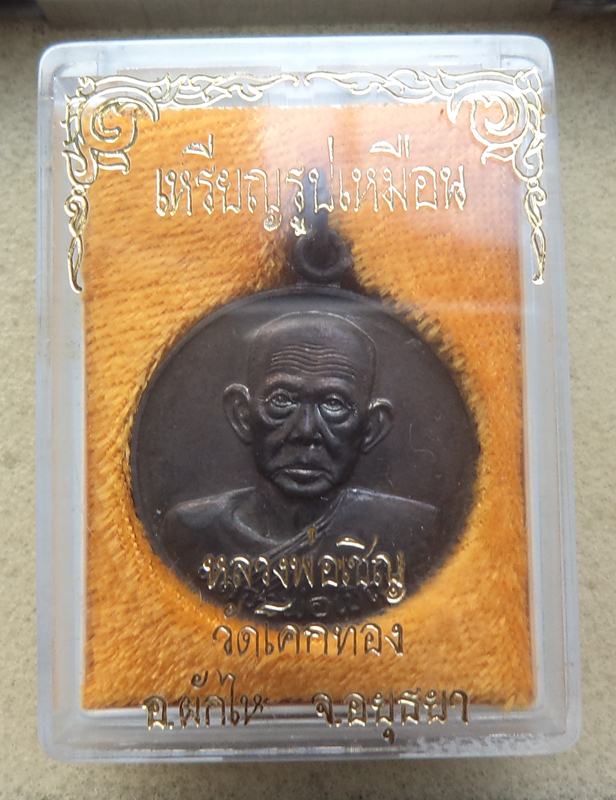 เหรียญรูปเหมือน
หลวงพ่อเชิญ
วัดโคกทอง
อ.ผักไห่ จ.อยุธยา